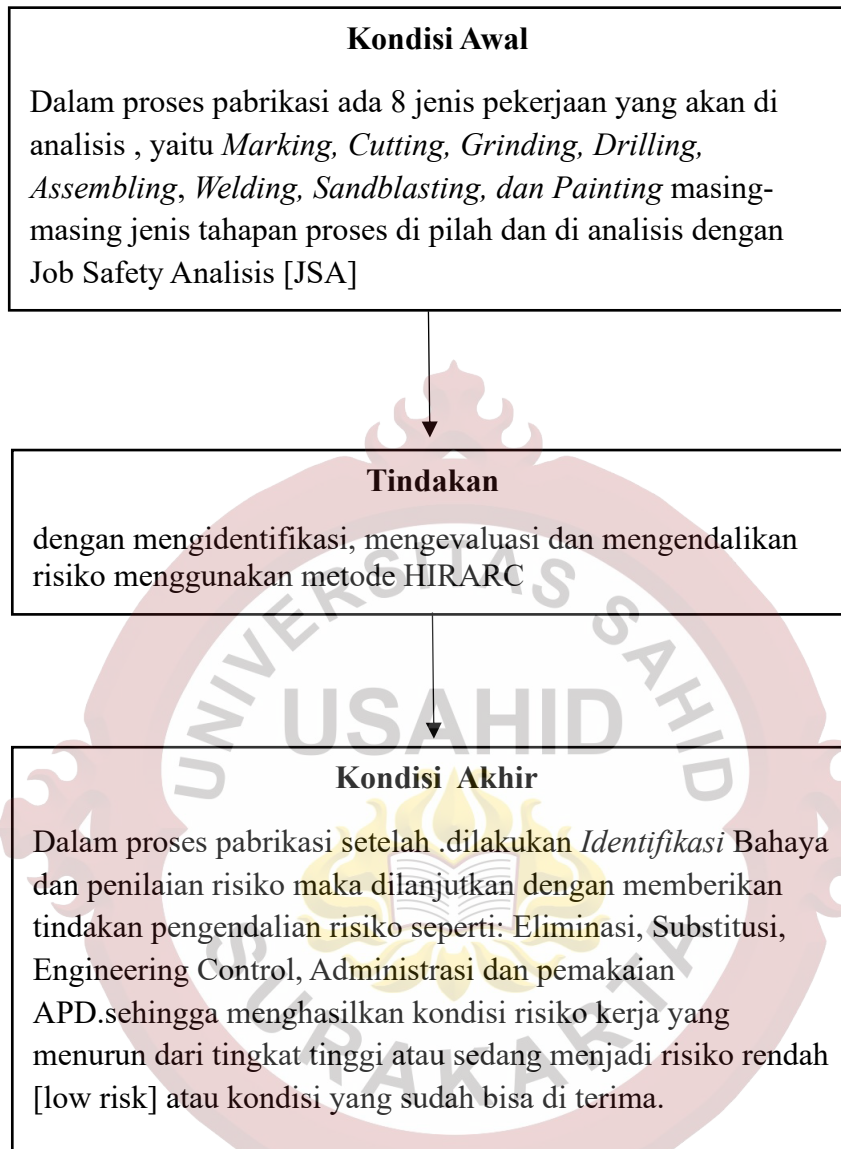 Kondisi Awal
Dalam proses pabrikasi ada 8 jenis pekerjaan yang akan di
analisis , yaitu Marking, Cutting, Grinding, Drilling,
Assembling, Welding, Sandblasting, dan Painting masing-
masing jenis tahapan proses di pilah dan di analisis dengan
Job Safety Analisis [JSA]
Tindakan
dengan mengidentifikasi, mengevaluasi dan mengendalikan
risiko menggunakan metode HIRARC
UNIVERSITAS SAHID
USAHID
Kondisi Akhir
Dalam proses pabrikasi setelah .dilakukan Identifikasi Bahaya
dan penilaian risiko maka dilanjutkan dengan memberikan
tindakan pengendalian risiko seperti: Eliminasi, Substitusi,
Engineering Control, Administrasi dan pemakaian
APD.sehingga menghasilkan kondisi risiko kerja yang
menurun dari tingkat tinggi atau sedang menjadi risiko rendah
[low risk] atau kondisi yang sudah bisa di terima.
SURAKARTA